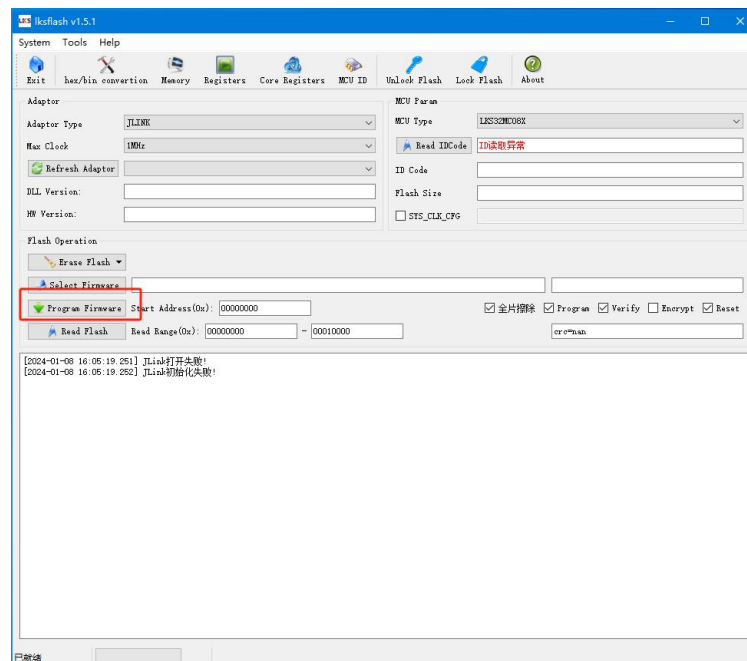 LKS lksflash v1.5.1
System Tools Help
Exit hex/bin convertion Memory Registers Core Registers MCU ID Unlock Flash Lock Flash About
Adaptor
Adaptor Type JLINK
Max Clock 1MHz
Refresh Adaptor
DLL Version:
HW Version:
MCU Param
MCU Type LKS32MC08X
Read IDCode ID读取异常
ID Code
Flash Size
SYS_CLK_CFG
Flash Operation
Erase Flash
Select Firmware
Program Firmware Start Address(0x): 00000000 全片擦除 Program Verify Encrypt Reset
Read Flash Read Range(0x): 00000000 - 00010000 crc=nan
[2024-01-08 16:05:19.251] JLink打开失败!
[2024-01-08 16:05:19.252] JLink初始化失败!
已就绪